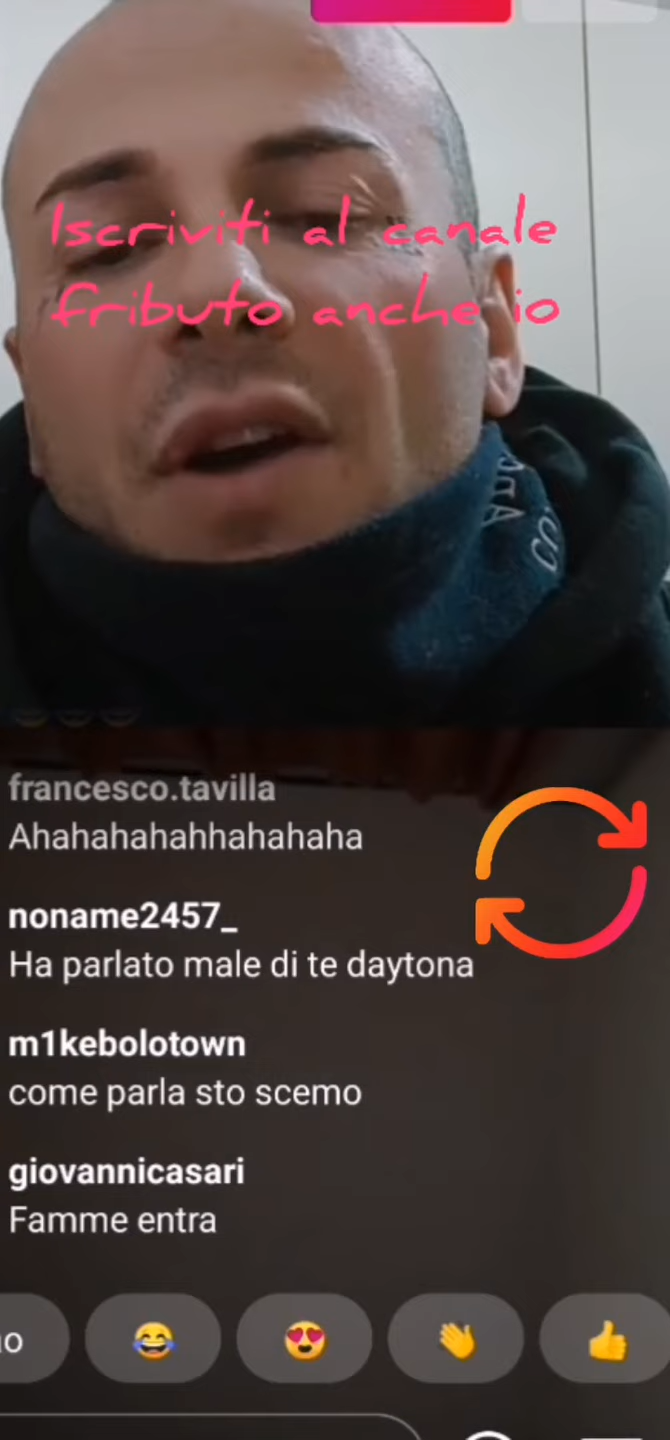 Iscriviti al canale
fributo anche io
CO
francesco.tavilla
Ahahahahahhahahaha
noname2457_
Ha parlato male di te daytona
m1kebolotown
come parla sto scemo
giovannicasari
Famme entra